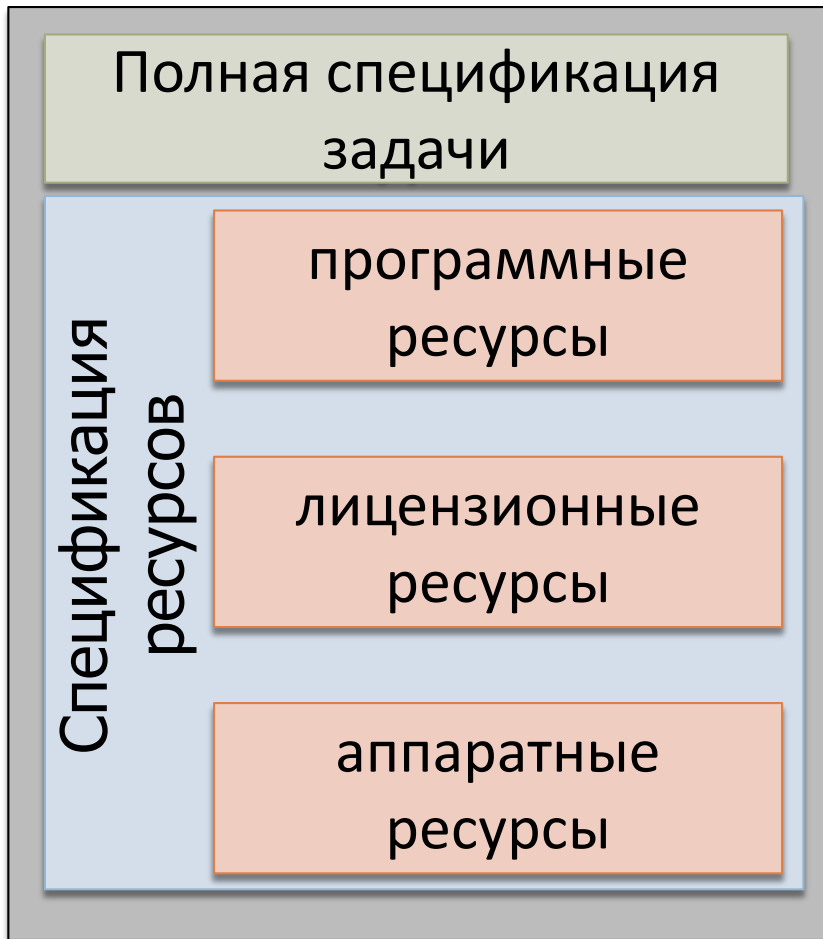 Полная спецификация
задачи
Спецификация
ресурсов
программные
ресурсы
лицензионные
ресурсы
аппаратные
ресурсы